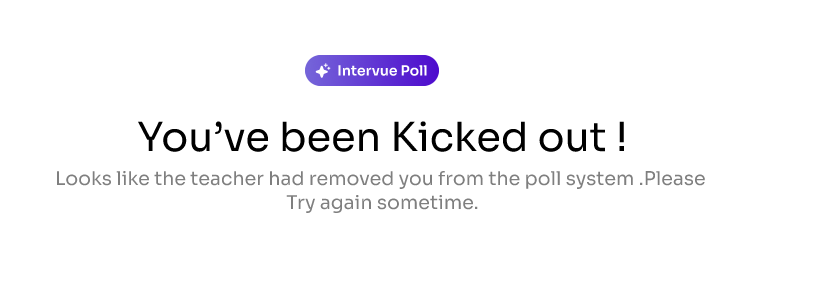 Intervue Poll
You’ve been Kicked out !
Looks like the teacher had removed you from the poll system .Please
Try again sometime.